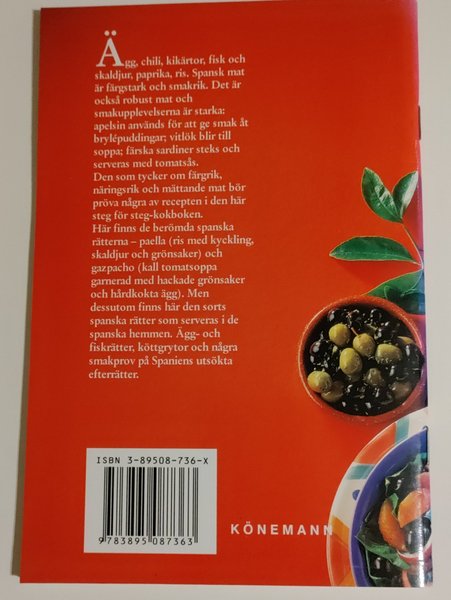 Ägg, chili, kikärtor, fisk och
skaldjur, paprika, ris. Spansk mat
är färgstark och smakrik. Det är
också robust mat och
smakupplevelserna är starka:
apelsin används för att ge smak åt
brylépuddingar; vitlök blir till
soppa; färska sardiner steks och
serveras med tomatsås.
Den som tycker om färgrik,
näringsrik och mättande mat bör
pröva några av recepten i den här
steg för steg-kokboken.
Här finns de berömda spanska
rätterna – paella (ris med kyckling,
skaldjur och grönsaker) och
gazpacho (kall tomatsoppa
garnerad med hackade grönsaker
och hårdkokta ägg). Men
dessutom finns här den sorts
spanska rätter som serveras i de
spanska hemmen. Ägg- och
fiskrätter, köttgrytor och några
smakprov på Spaniens utsökta
efterrätter.
ISBN 3-89508-736-X
9 783895 087363
KÖNEMANN